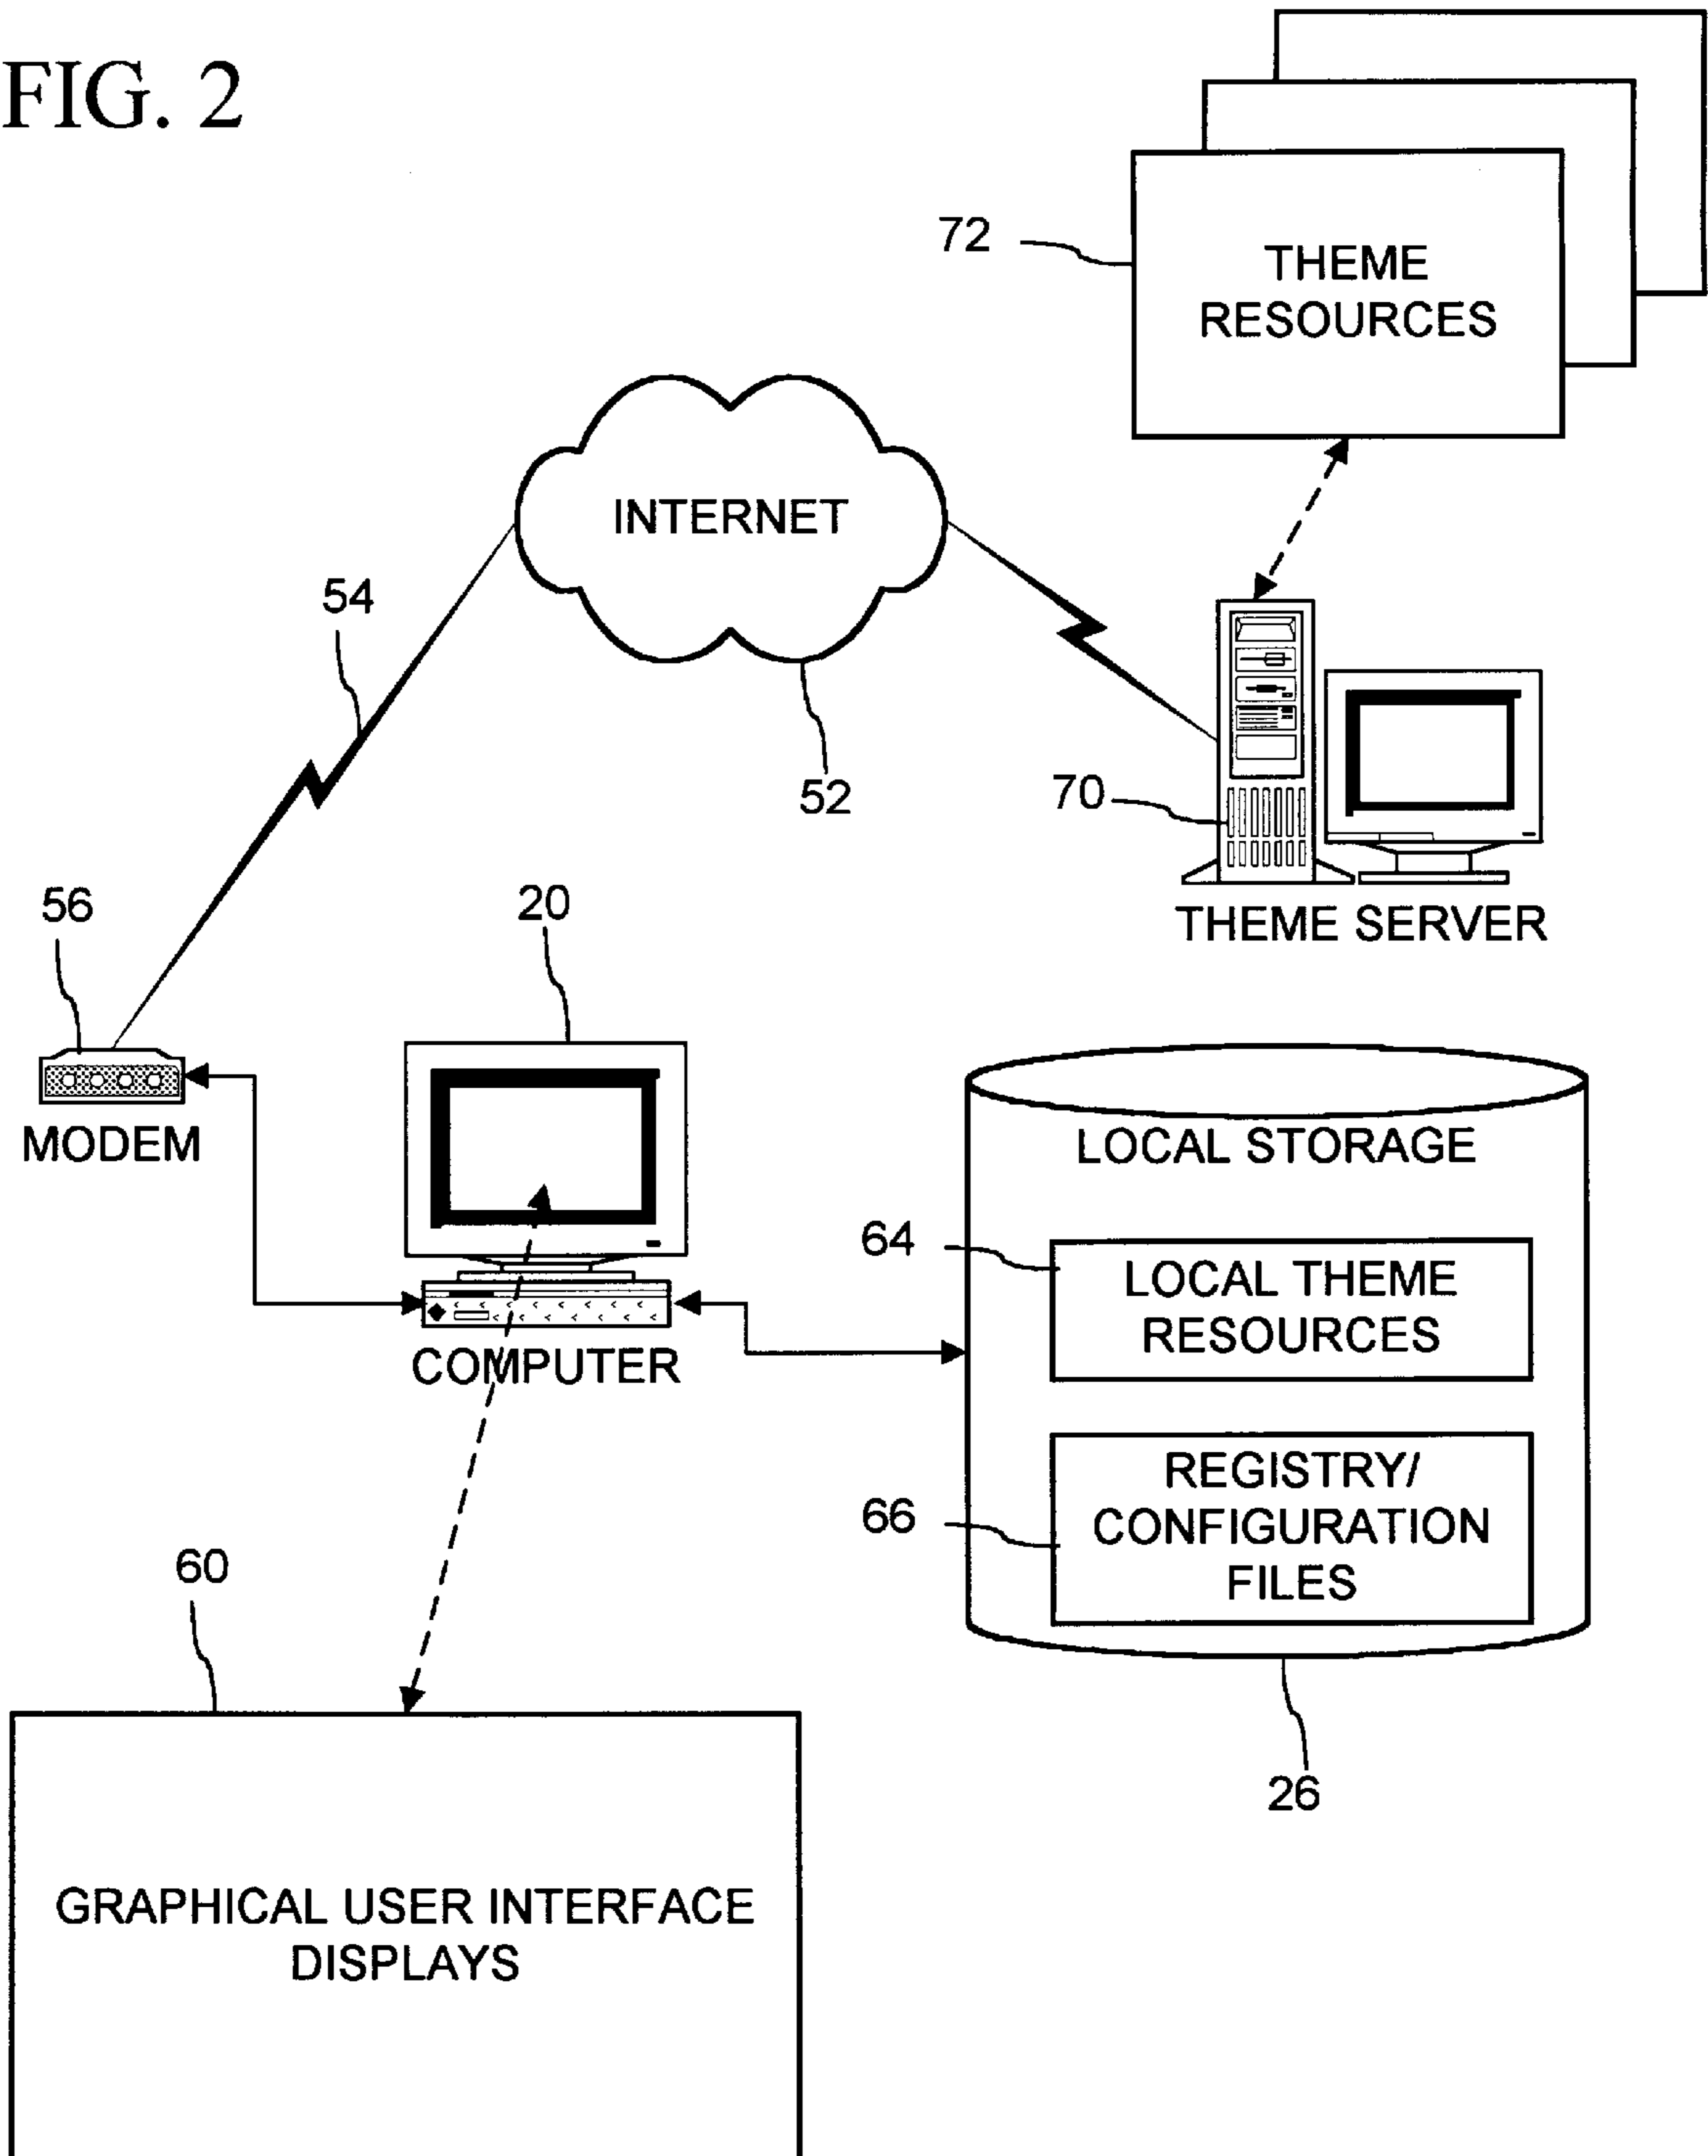 FIG. 2
72
THEME
RESOURCES
INTERNET
54
52
70
THEME SERVER
56
20
MODEM
COMPUTER
LOCAL STORAGE
64
LOCAL THEME
RESOURCES
66
REGISTRY/
CONFIGURATION
FILES
26
60
GRAPHICAL USER INTERFACE
DISPLAYS